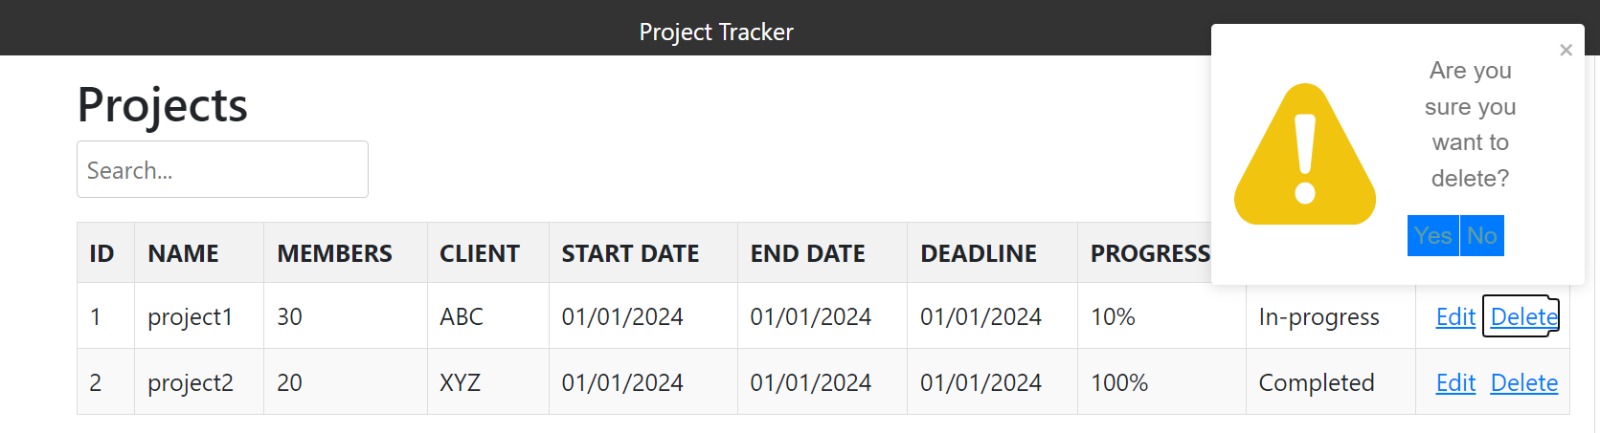 Project Tracker
×
Are you
sure you
want to
delete?
Yes No
Projects
Search...
ID NAME MEMBERS CLIENT START DATE END DATE DEADLINE PROGRESS
1 project1 30 ABC 01/01/2024 01/01/2024 01/01/2024 10% In-progress Edit Delete
2 project2 20 XYZ 01/01/2024 01/01/2024 01/01/2024 100% Completed Edit Delete